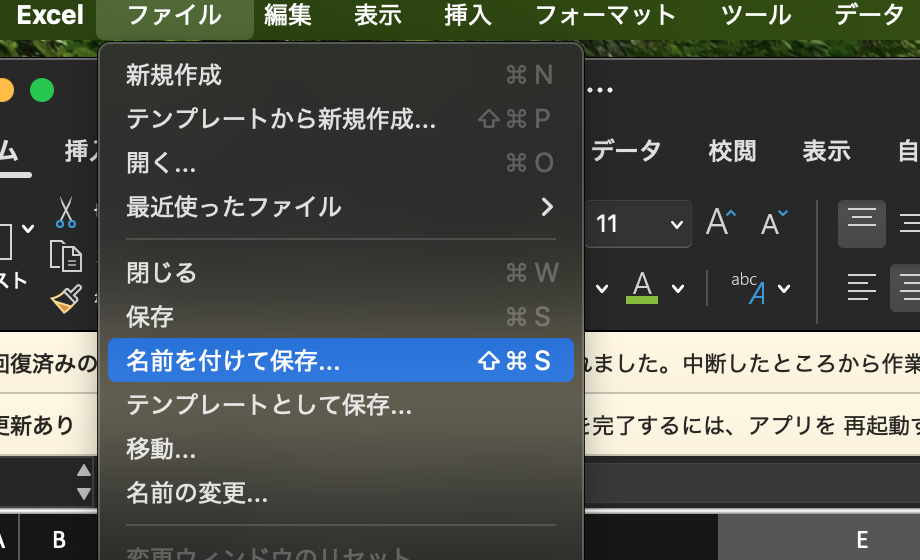 Excel ファイル 編集 表示 挿入 フォーマット ツール データ
新規作成 ⌘ N
テンプレートから新規作成... ⇧ ⌘ P
開く... ⌘ O
最近使ったファイル
閉じる ⌘ W
保存 ⌘ S
名前を付けて保存... ⇧ ⌘ S
テンプレートとして保存...
移動...
名前の変更...
変更ウィンドウのリセット
...
ム 挿入 データ 校閲 表示 自
11 A A
スト
A abc A
回復済みの れました。中断したところから作業
更新あり を完了するには、アプリを 再起動す
A B E